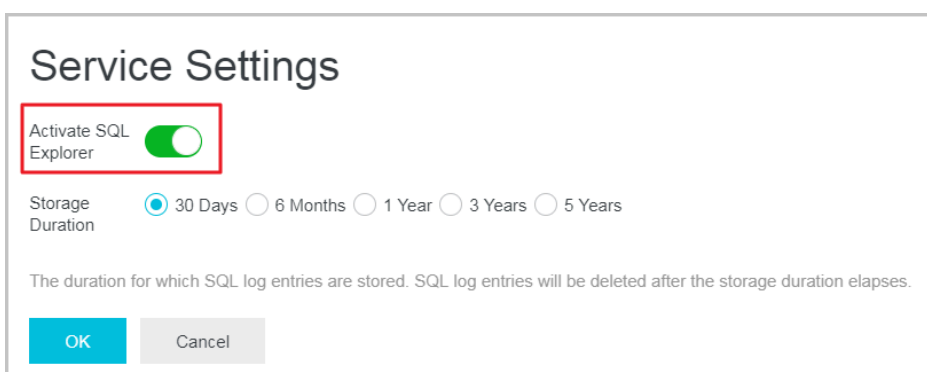 Service Settings
Activate SQL
Explorer
Storage
Duration
30 Days 6 Months 1 Year 3 Years 5 Years
The duration for which SQL log entries are stored. SQL log entries will be deleted after the storage duration elapses.
OK Cancel